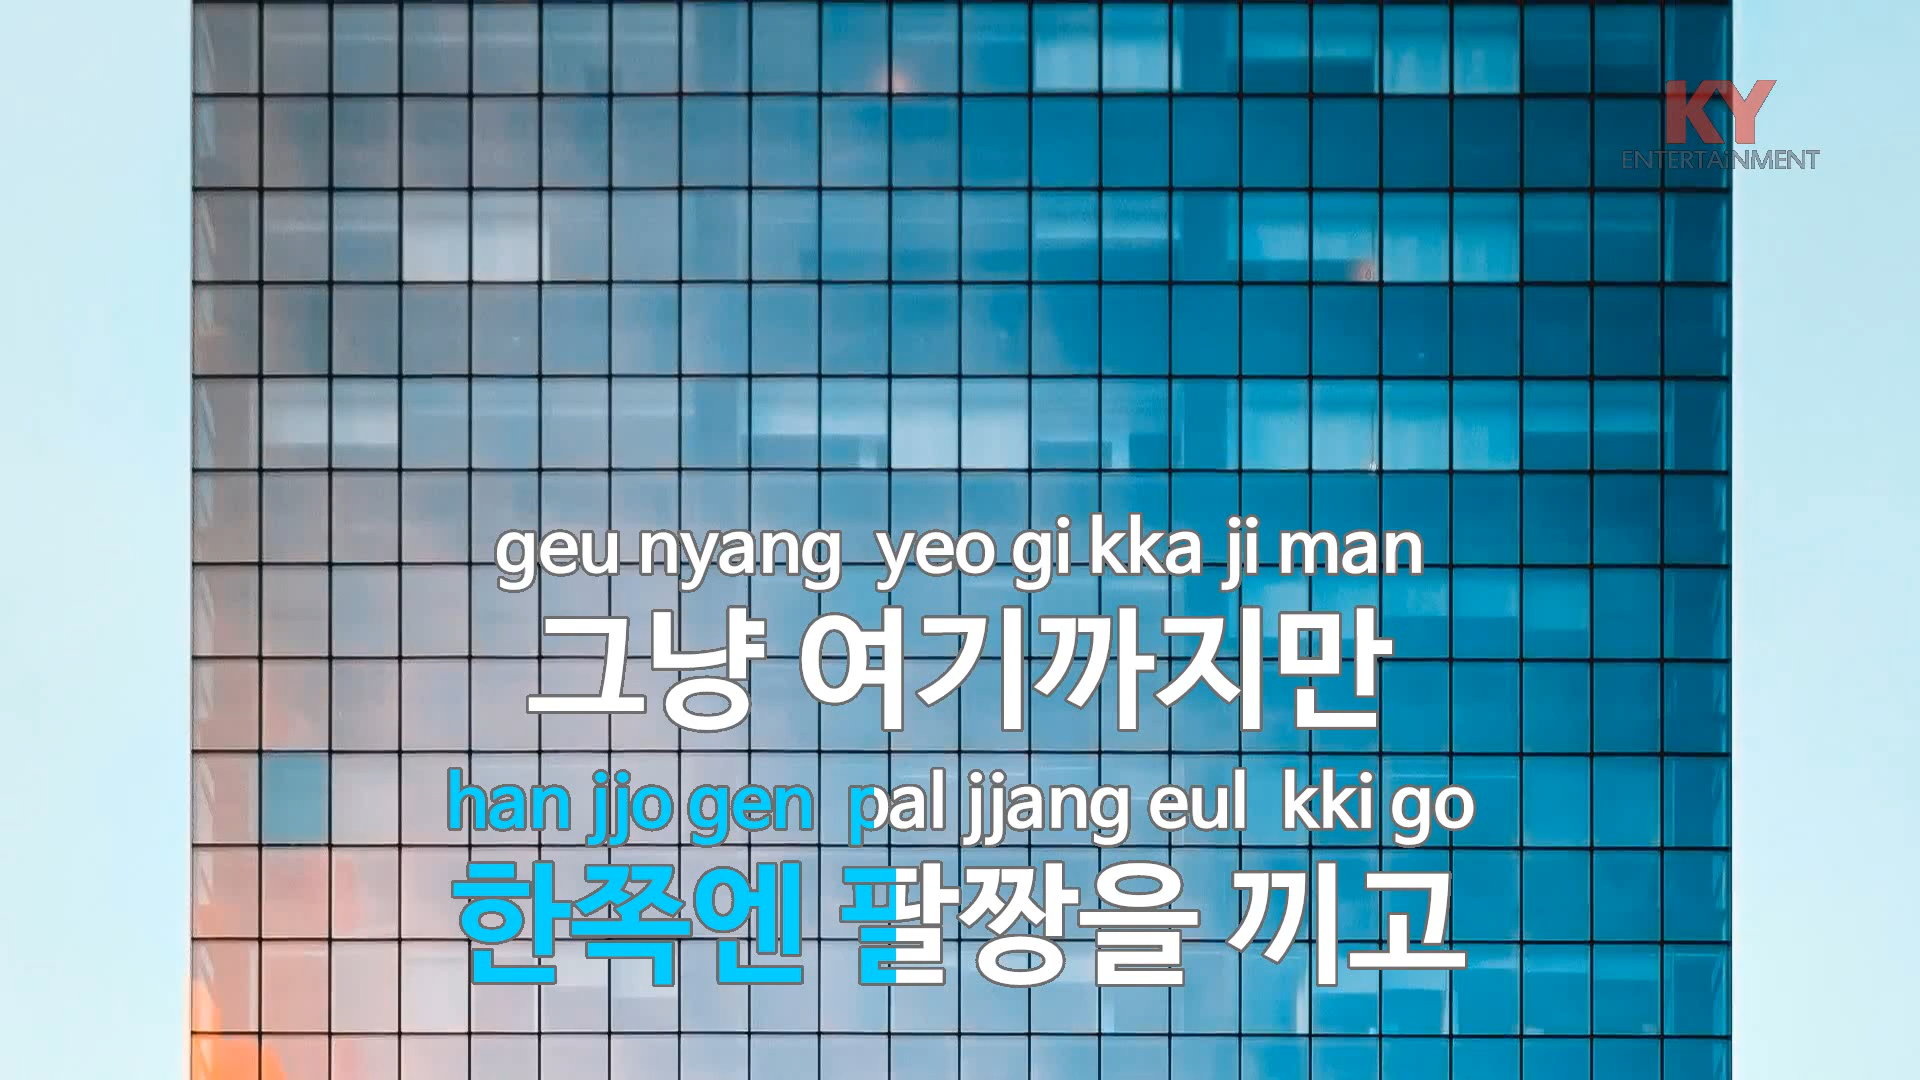 KY
ENTERTAINMENT
geu nyang yeo gi kka ji man
그냥 여기까지만
han jjo gen pal jjang eul kki go
한쪽엔 팔짱을 끼고